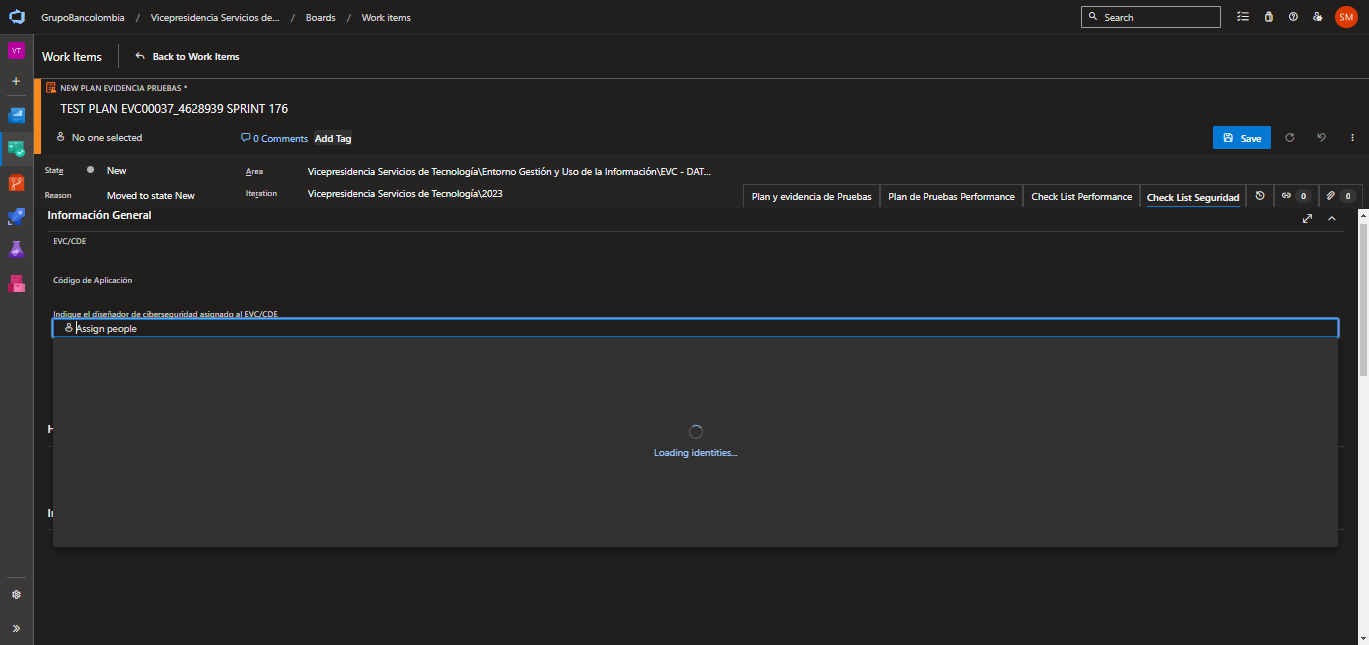 GrupoBancolombia / Vicepresidencia Servicios de... / Boards / Work items
Search
SM
VT
Work Items
Back to Work Items
NEW PLAN EVIDENCIA PRUEBAS *
TEST PLAN EVC00037_4628939 SPRINT 176
No one selected
0 Comments
Add Tag
Save
State
New
Area
Vicepresidencia Servicios de Tecnología\Entorno Gestión y Uso de la Información\EVC - DAT...
Reason
Moved to state New
Iteration
Vicepresidencia Servicios de Tecnología\2023
Plan y evidencia de Pruebas
Plan de Pruebas Performance
Check List Performance
Check List Seguridad
0
0
Información General
EVC/CDE
Código de Aplicación
Indique el diseñador de ciberseguridad asignado al EVC/CDE
Assign people
Loading identities...